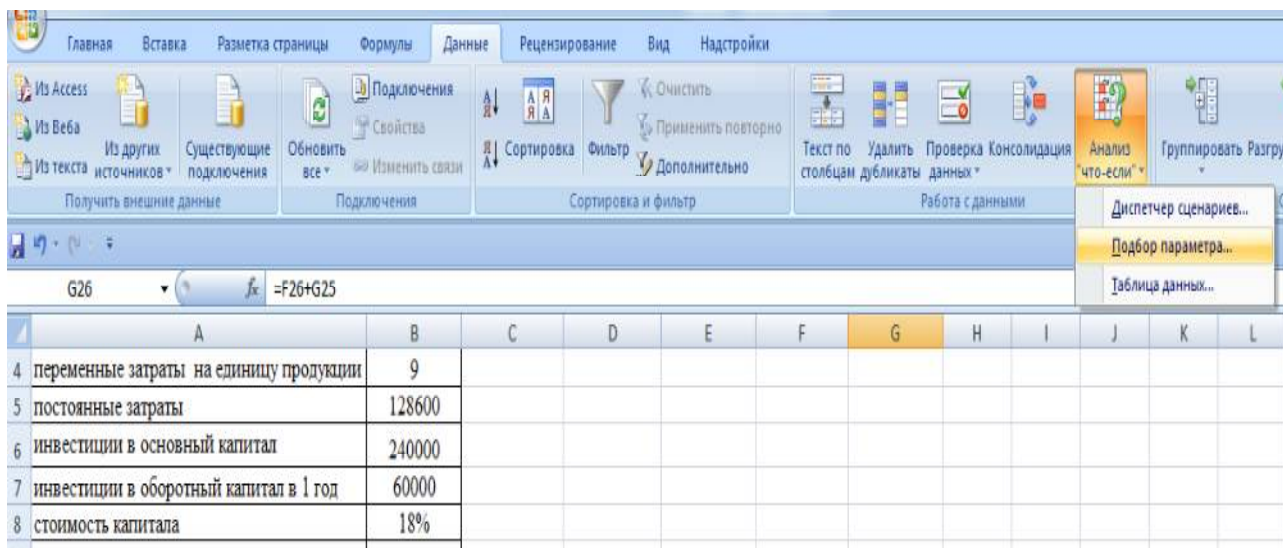 Главная Вставка Разметка страницы Формулы Данные Рецензирование Вид Надстройки
Из Access
Из Веба
Из текста
Из других источников
Существующие подключения
Получить внешние данные
Обновить все
Подключения
Свойства
Изменить связи
Подключения
А Я
Я А
А Я
Я А
Сортировка
Фильтр
Очистить
Применить повторно
Дополнительно
Сортировка и фильтр
Текст по столбцам
Удалить дубликаты
Проверка данных
Консолидация
Анализ "что-если"
Работа с данными
Группировать
Разгру
Диспетчер сценариев...
Подбор параметра...
Таблица данных...
G26 fx =F26+G25
A B C D E F G H I J K L
4 переменные затраты на единицу продукции 9
5 постоянные затраты 128600
6 инвестиции в основный капитал 240000
7 инвестиции в оборотный капитал в 1 год 60000
8 стоимость капитала 18%